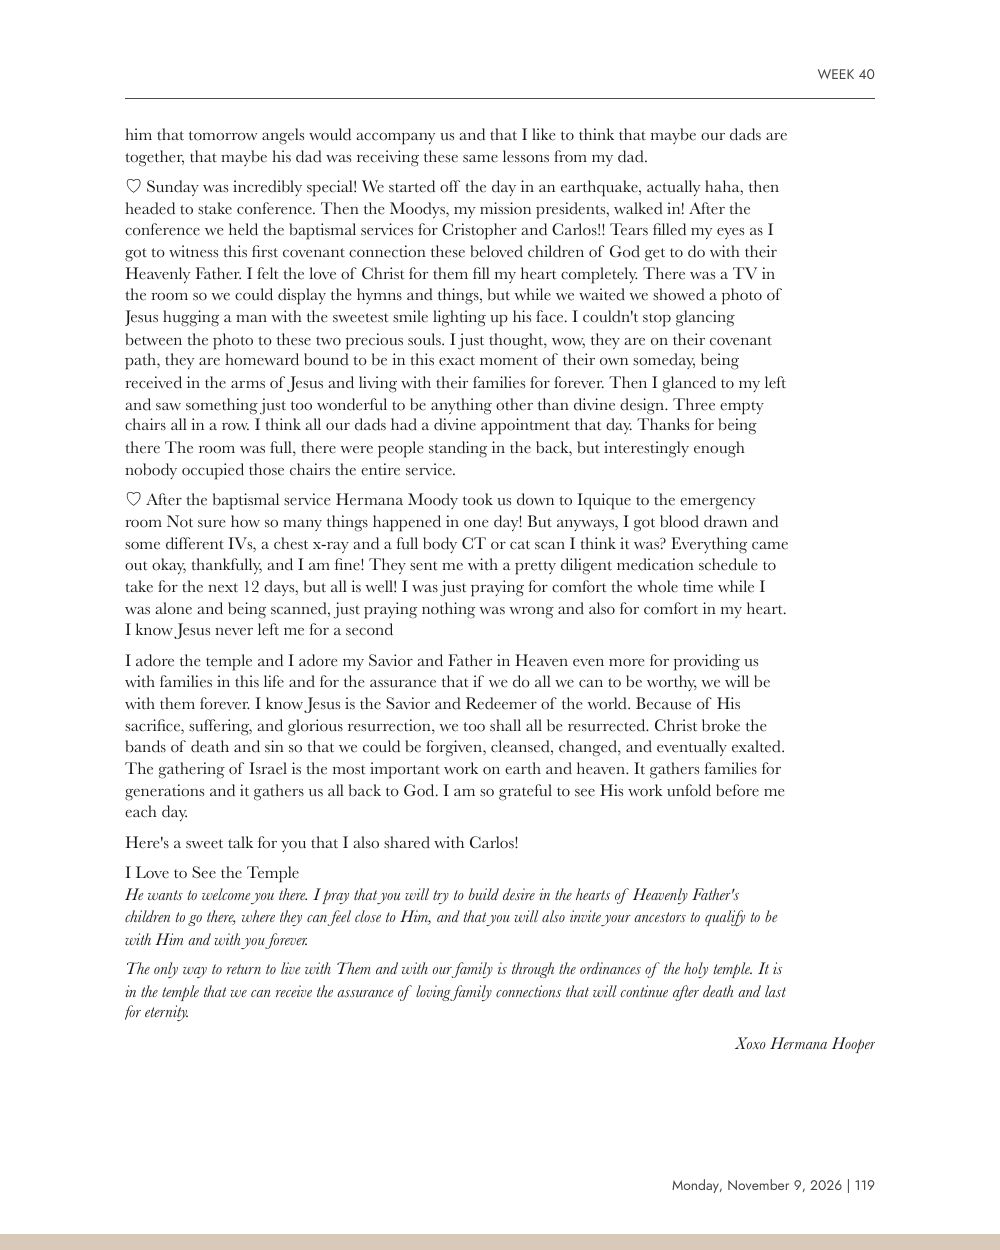 WEEK 40
him that tomorrow angels would accompany us and that I like to think that maybe our dads are
together, that maybe his dad was receiving these same lessons from my dad.
♡ Sunday was incredibly special! We started off the day in an earthquake, actually haha, then
headed to stake conference. Then the Moodys, my mission presidents, walked in! After the
conference we held the baptismal services for Cristopher and Carlos!! Tears filled my eyes as I
got to witness this first covenant connection these beloved children of God get to do with their
Heavenly Father. I felt the love of Christ for them fill my heart completely. There was a TV in
the room so we could display the hymns and things, but while we waited we showed a photo of
Jesus hugging a man with the sweetest smile lighting up his face. I couldn't stop glancing
between the photo to these two precious souls. I just thought, wow, they are on their covenant
path, they are homeward bound to be in this exact moment of their own someday, being
received in the arms of Jesus and living with their families for forever. Then I glanced to my left
and saw something just too wonderful to be anything other than divine design. Three empty
chairs all in a row. I think all our dads had a divine appointment that day. Thanks for being
there The room was full, there were people standing in the back, but interestingly enough
nobody occupied those chairs the entire service.
♡ After the baptismal service Hermana Moody took us down to Iquique to the emergency
room Not sure how so many things happened in one day! But anyways, I got blood drawn and
some different IVs, a chest x-ray and a full body CT or cat scan I think it was? Everything came
out okay, thankfully, and I am fine! They sent me with a pretty diligent medication schedule to
take for the next 12 days, but all is well! I was just praying for comfort the whole time while I
was alone and being scanned, just praying nothing was wrong and also for comfort in my heart.
I know Jesus never left me for a second
I adore the temple and I adore my Savior and Father in Heaven even more for providing us
with families in this life and for the assurance that if we do all we can to be worthy, we will be
with them forever. I know Jesus is the Savior and Redeemer of the world. Because of His
sacrifice, suffering, and glorious resurrection, we too shall all be resurrected. Christ broke the
bands of death and sin so that we could be forgiven, cleansed, changed, and eventually exalted.
The gathering of Israel is the most important work on earth and heaven. It gathers families for
generations and it gathers us all back to God. I am so grateful to see His work unfold before me
each day.
Here's a sweet talk for you that I also shared with Carlos!
I Love to See the Temple
He wants to welcome you there. I pray that you will try to build desire in the hearts of Heavenly Father's
children to go there, where they can feel close to Him, and that you will also invite your ancestors to qualify to be
with Him and with you forever.
The only way to return to live with Them and with our family is through the ordinances of the holy temple. It is
in the temple that we can receive the assurance of loving family connections that will continue after death and last
for eternity.
Xoxo Hermana Hooper
Monday, November 9, 2026 | 119